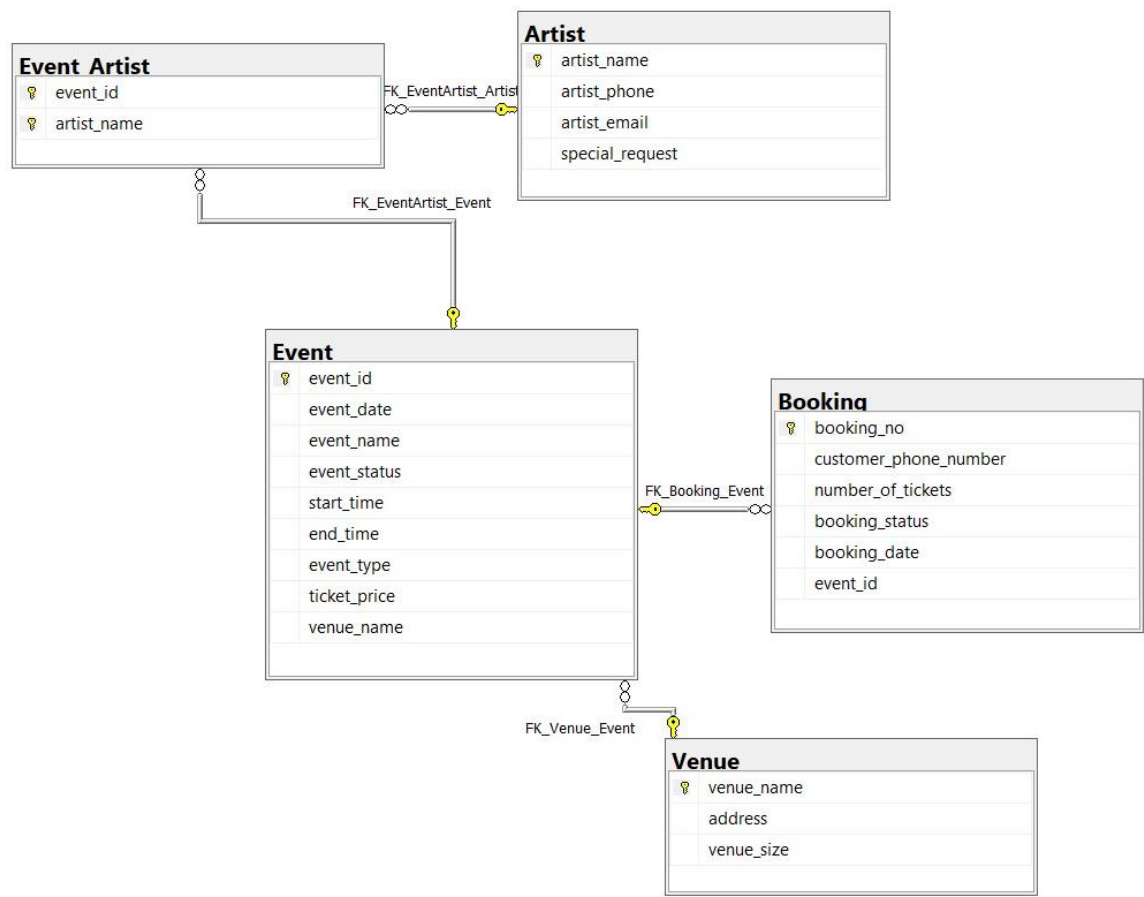 Event_Artist
event_id
artist_name
FK_EventArtist_Artist
Artist
artist_name
artist_phone
artist_email
special_request
FK_EventArtist_Event
Event
event_id
event_date
event_name
event_status
start_time
end_time
event_type
ticket_price
venue_name
FK_Booking_Event
Booking
booking_no
customer_phone_number
number_of_tickets
booking_status
booking_date
event_id
FK_Venue_Event
Venue
venue_name
address
venue_size